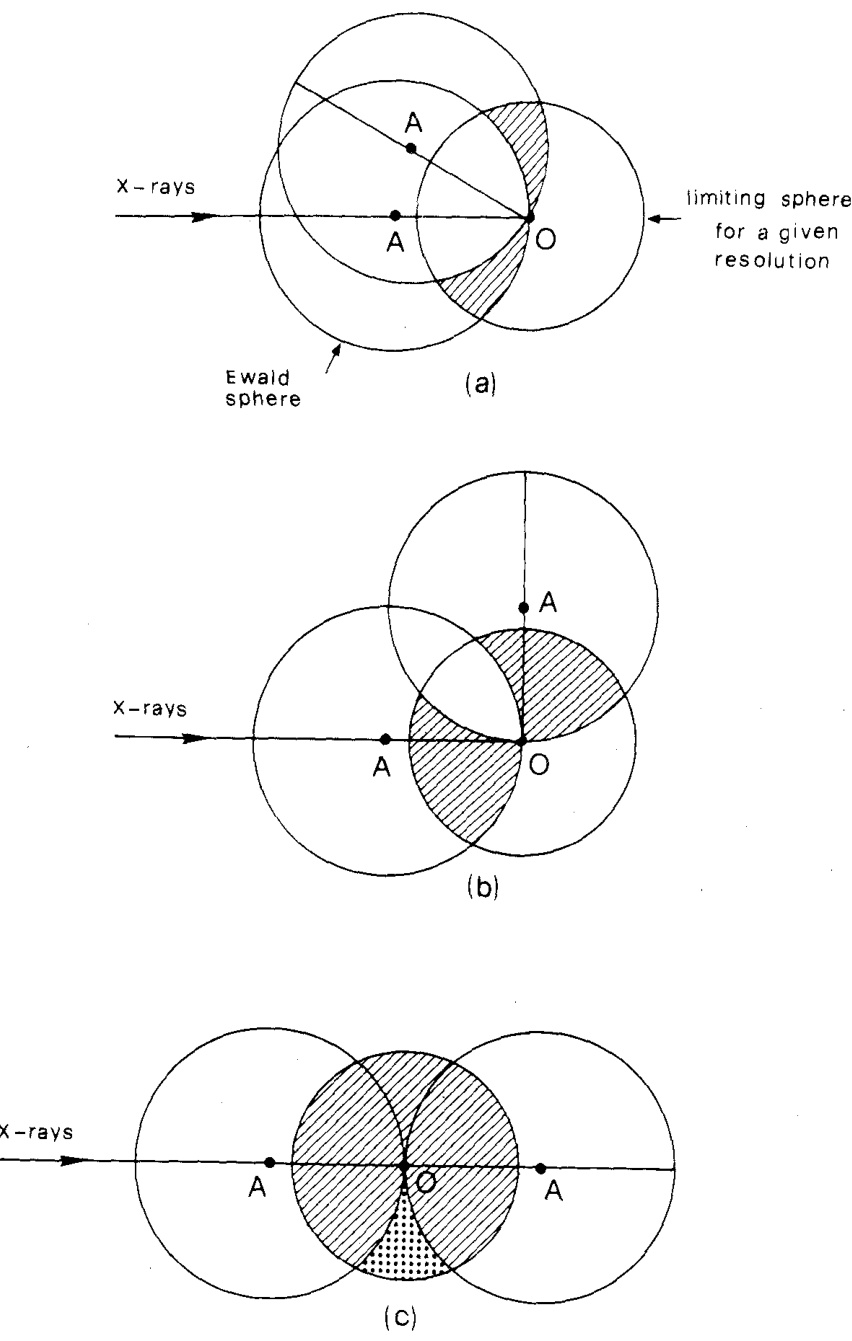 A
X-rays
A
O
limiting sphere
for a given
resolution
Ewald
sphere
(a)
A
X-rays
A
O
(b)
X-rays
A
O
A
(c)